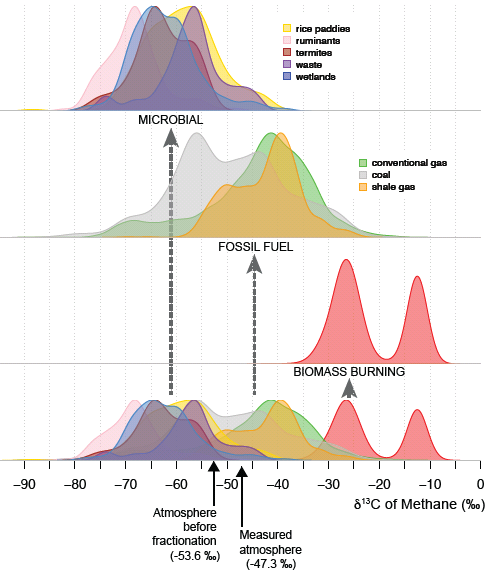 rice paddies
ruminants
termites
waste
wetlands
MICROBIAL
conventional gas
coal
shale gas
FOSSIL FUEL
BIOMASS BURNING
−90 −80 −70 −60 −50 −40 −30 −20 −10 0
δ¹³C of Methane (‰)
Atmosphere
before
fractionation
(-53.6 ‰)
Measured
atmosphere
(-47.3 ‰)